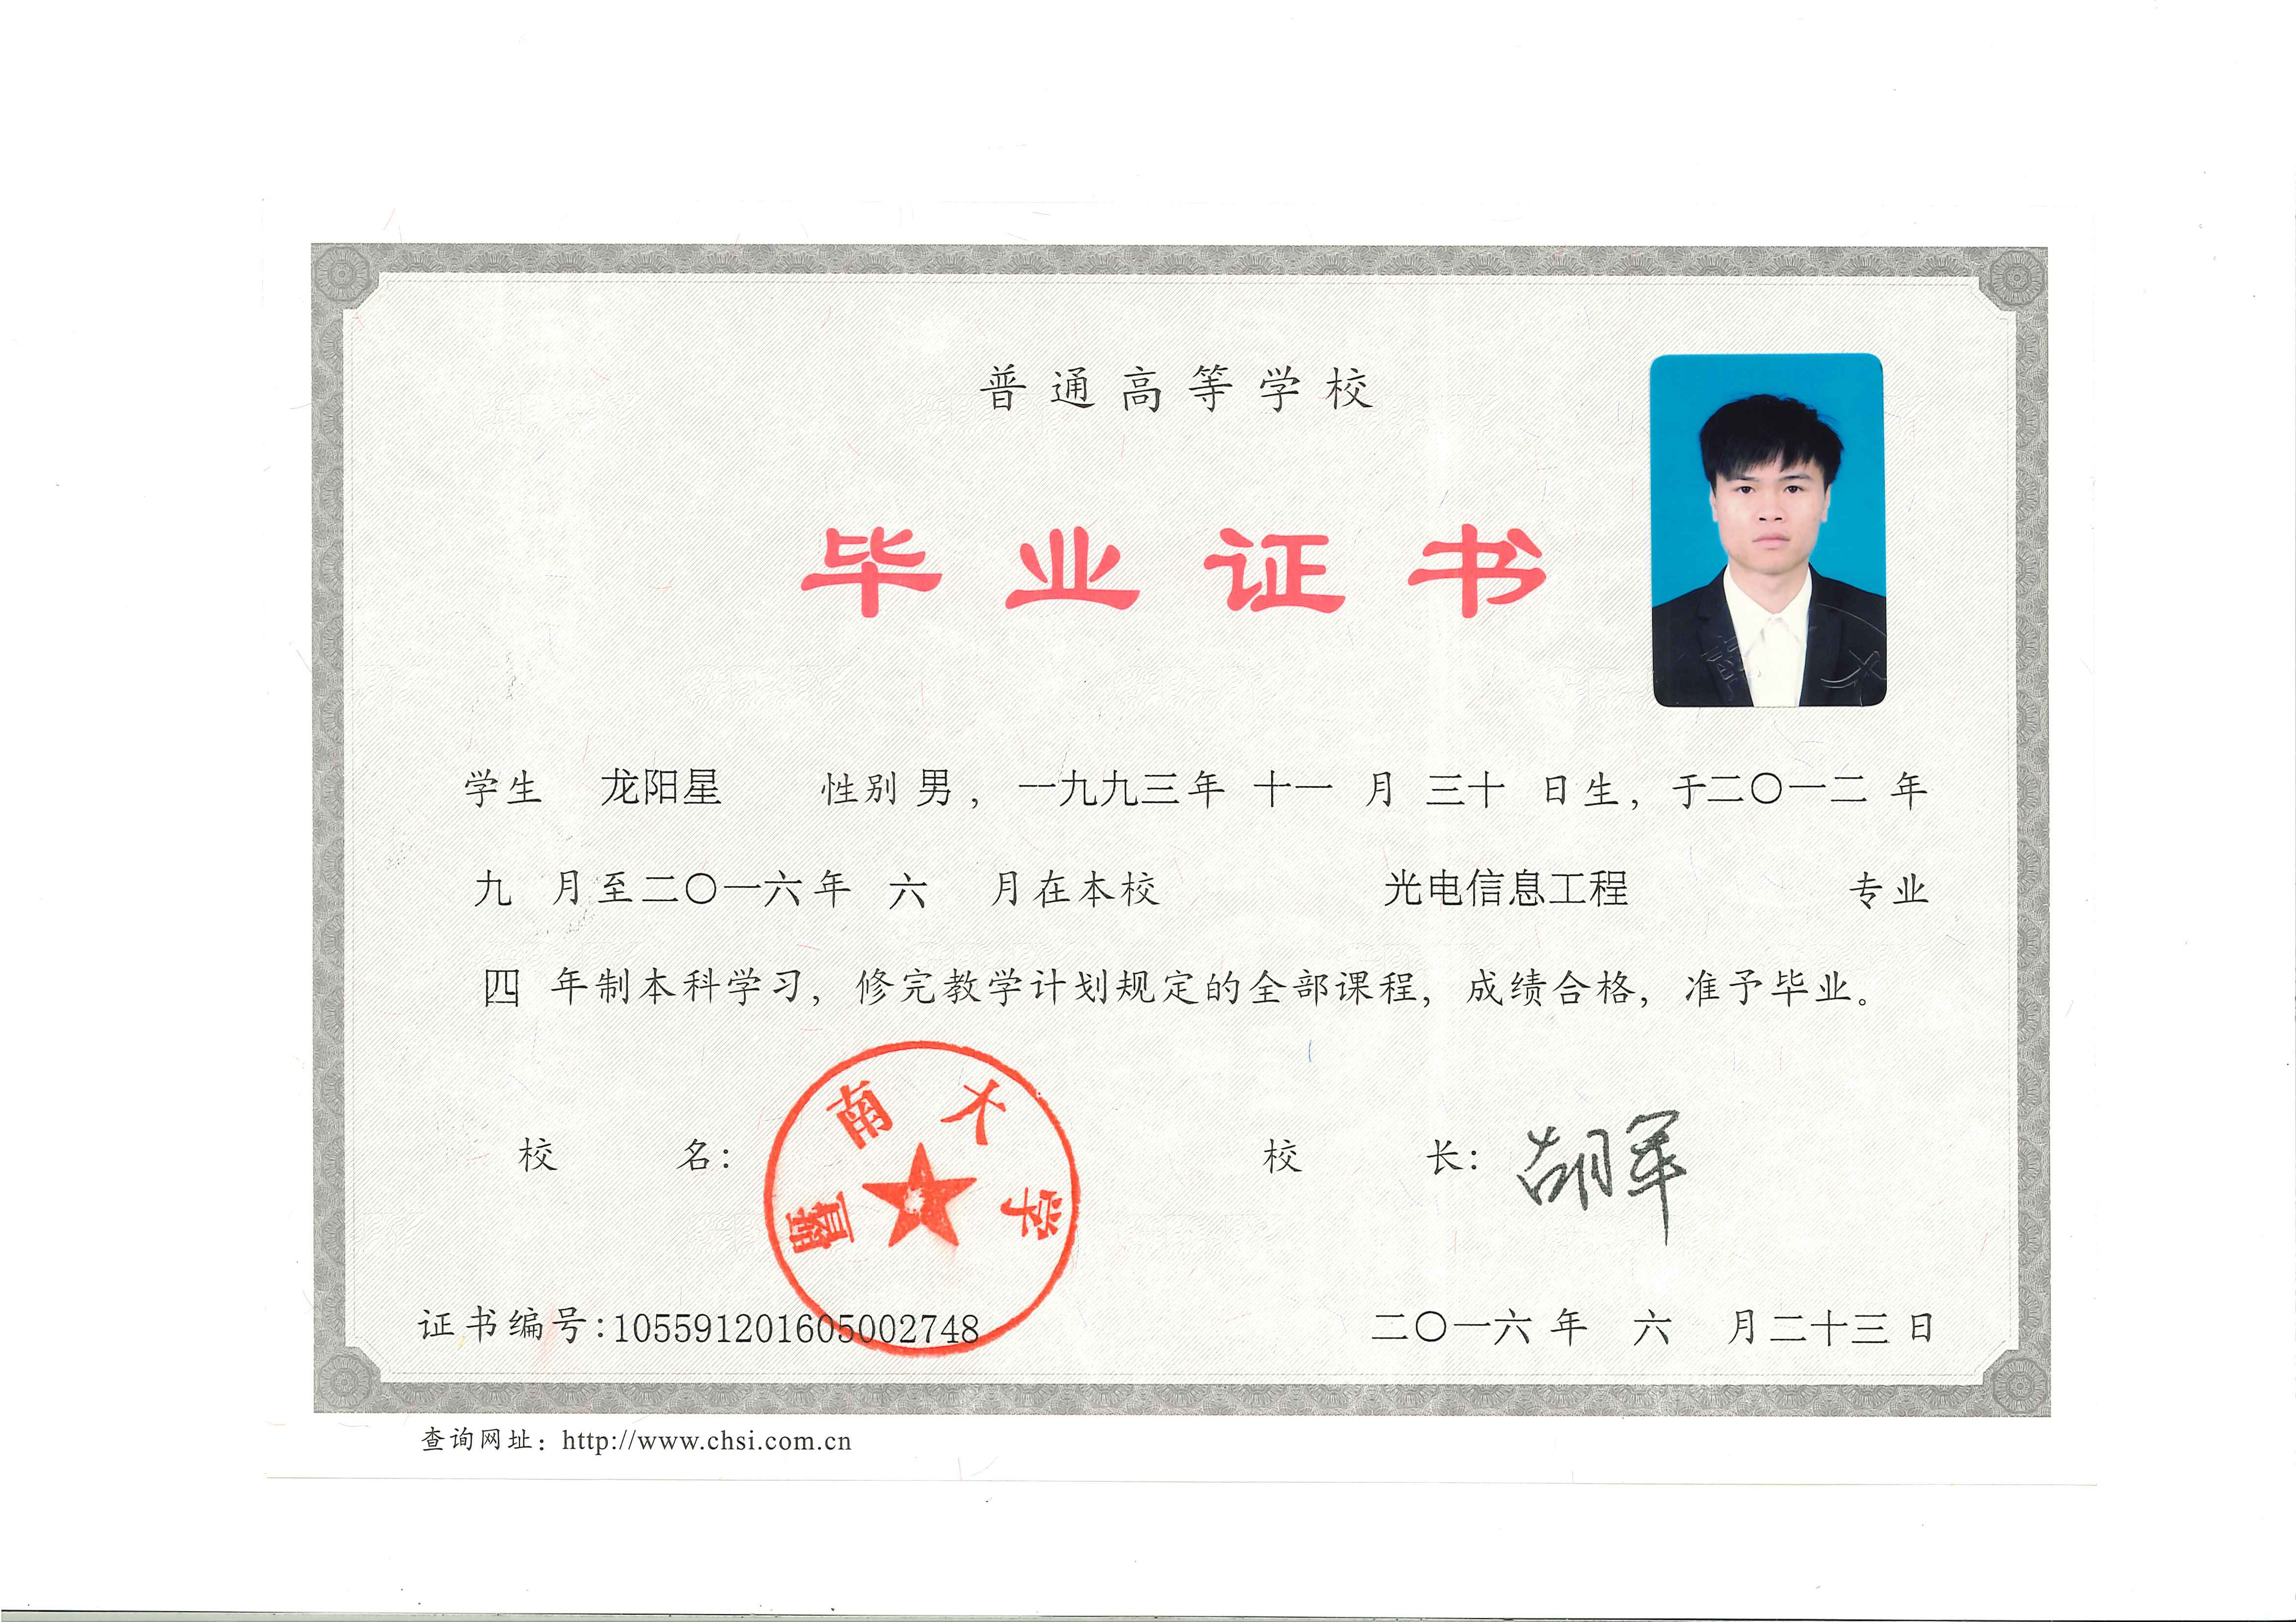 普通高等学校
毕业证书
学生 龙阳星 性别 男，一九九三年 十一 月 三十 日生，于二〇一二 年
九 月至二〇一六年 六 月在本校 光电信息工程 专业
四 年制本科学习，修完教学计划规定的全部课程，成绩合格，准予毕业。
暨南大学
校 名：
校 长：胡军
证书编号：105591201605002748
二〇一六年 六 月二十三日
查询网址：http://www.chsi.com.cn